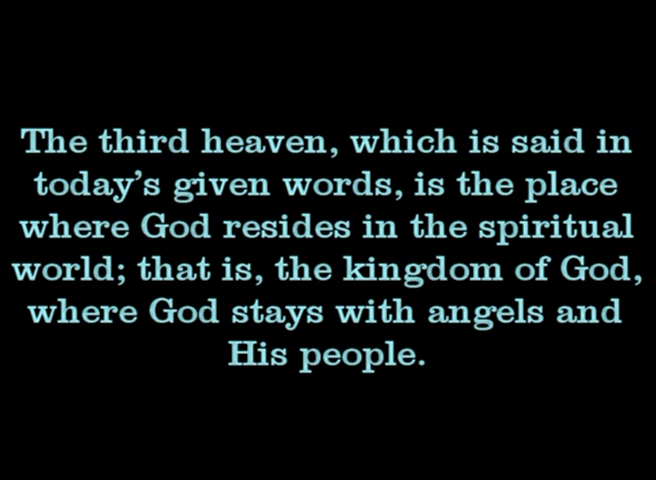 The third heaven, which is said in
today's given words, is the place
where God resides in the spiritual
world; that is, the kingdom of God,
where God stays with angels and
His people.